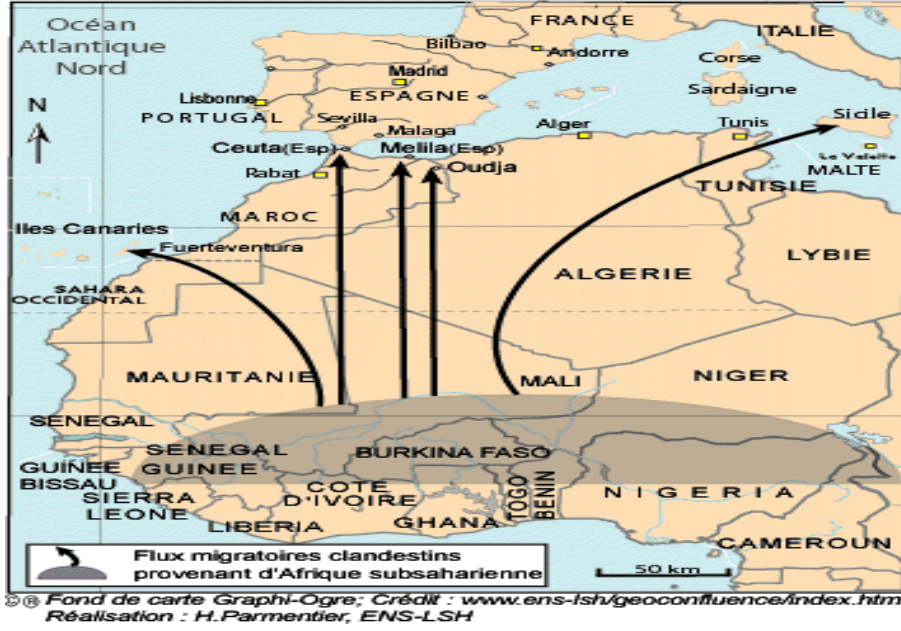 Océan
Atlantique
Nord
FRANCE
ITALIE
Bilbao
Andorre
Corse
Madrid
Sardaigne
N
Lisbonne
ESPAGNE
PORTUGAL
Sevilla
Sicile
Malaga
Alger
Tunis
Ceuta(Esp)
Melila(Esp)
Oudja
La Valette
MALTE
Rabat
TUNISIE
MAROC
Iles Canaries
Fuerteventura
LYBIE
ALGERIE
SAHARA
OCCIDENTAL
MAURITANIE
MALI
NIGER
SENEGAL
SENEGAL
BURKINA FASO
GUINEE
BISSAU
GUINEE
SIERRA
LEONE
COTE
D'IVOIRE
TOGO
BENIN
NIGERIA
LIBERIA
GHANA
CAMEROUN
Flux migratoires clandestins
provenant d'Afrique subsaharienne
50 km
©® Fond de carte Graphi-Ogre; Crédit : www.ens-lsh/geoconfluence/index.htm
Réalisation : H.Parmentier, ENS-LSH